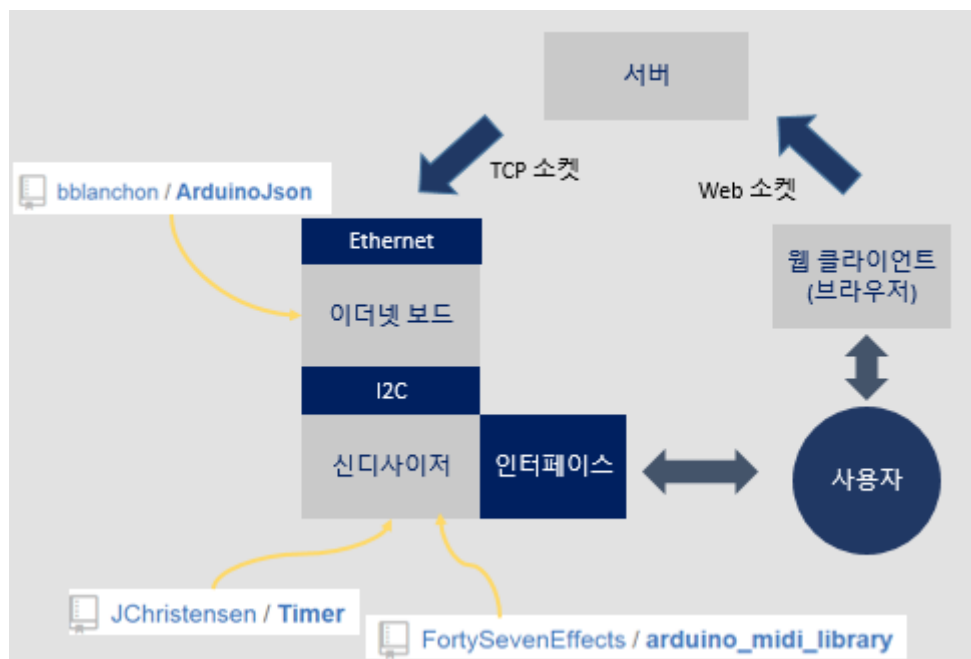 서버
TCP 소켓
Web 소켓
bblanchon / ArduinoJson
Ethernet
이더넷 보드
웹 클라이언트
(브라우저)
I2C
신디사이저
인터페이스
사용자
JChristensen / Timer
FortySevenEffects / arduino_midi_library